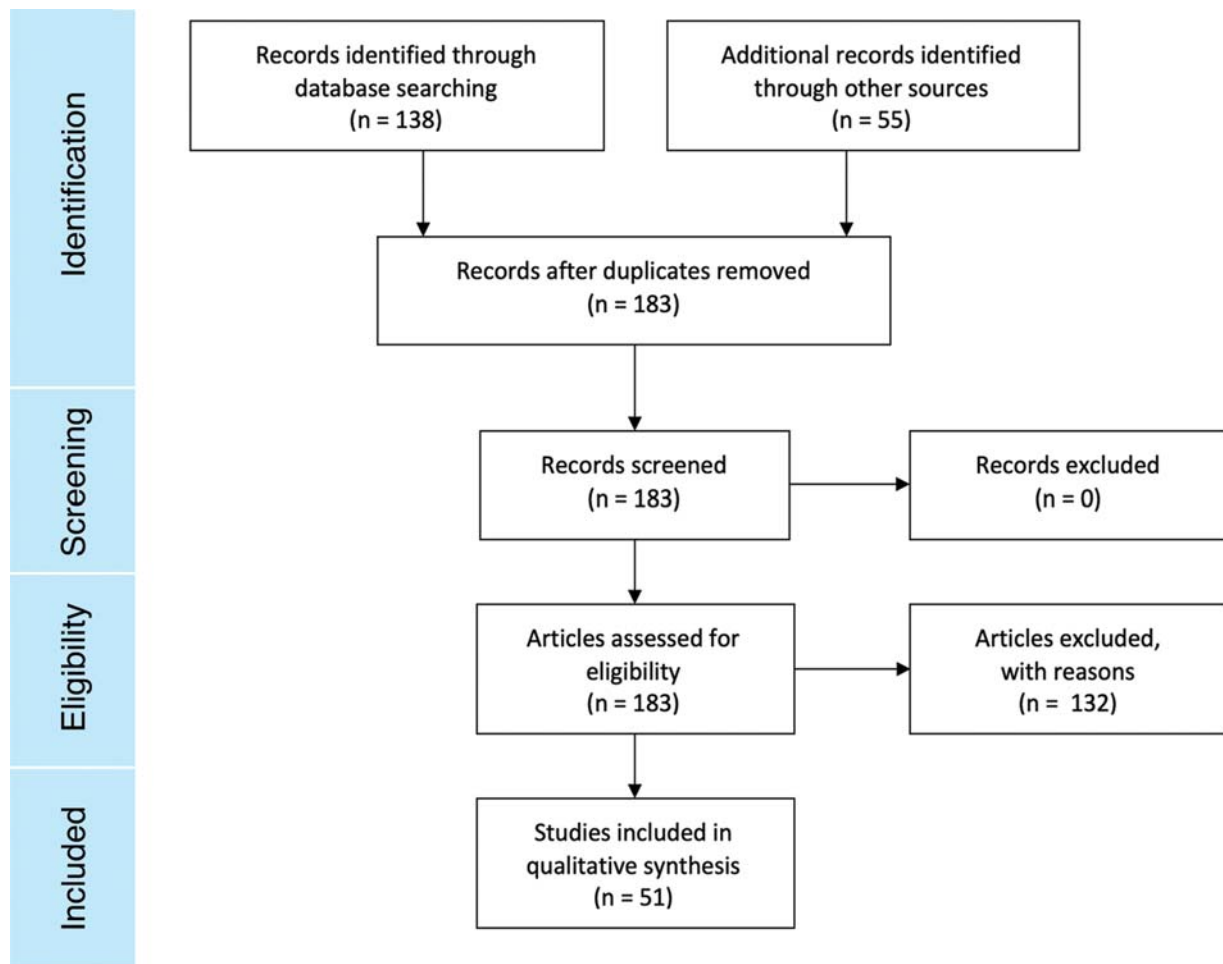 Identification
Records identified through
database searching
(n = 138)
Additional records identified
through other sources
(n = 55)
Records after duplicates removed
(n = 183)
Screening
Records screened
(n = 183)
Records excluded
(n = 0)
Eligibility
Articles assessed for
eligibility
(n = 183)
Articles excluded,
with reasons
(n = 132)
Included
Studies included in
qualitative synthesis
(n = 51)